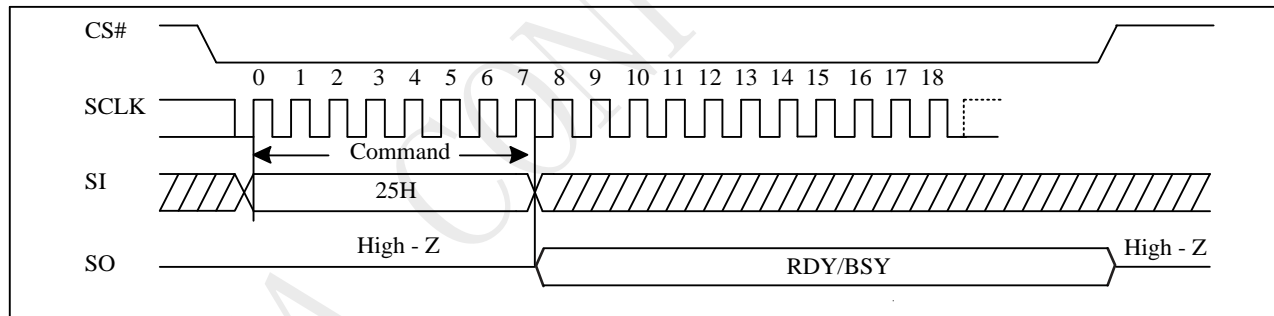 CS#
0 1 2 3 4 5 6 7 8 9 10 11 12 13 14 15 16 17 18
SCLK
Command
SI
25H
High - Z
High - Z
SO
RDY/BSY